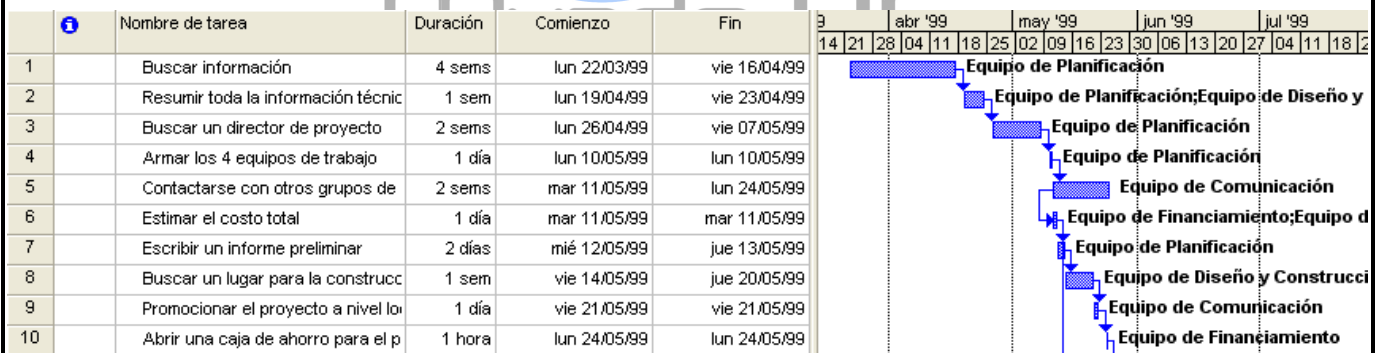 Nombre de tarea Duración Comienzo Fin 9 abr '99 may '99 jun '99 jul '99
14 21 28 04 11 18 25 02 09 16 23 30 06 13 20 27 04 11 18
1 Buscar información 4 sems lun 22/03/99 vie 16/04/99 Equipo de Planificación
2 Resumir toda la información técnic 1 sem lun 19/04/99 vie 23/04/99 Equipo de Planificación;Equipo de Diseño y
3 Buscar un director de proyecto 2 sems lun 26/04/99 vie 07/05/99 Equipo de Planificación
4 Armar los 4 equipos de trabajo 1 día lun 10/05/99 lun 10/05/99 Equipo de Planificación
5 Contactarse con otros grupos de 2 sems mar 11/05/99 lun 24/05/99 Equipo de Comunicación
6 Estimar el costo total 1 día mar 11/05/99 mar 11/05/99 Equipo de Financiamiento;Equipo d
7 Escribir un informe preliminar 2 días mié 12/05/99 jue 13/05/99 Equipo de Planificación
8 Buscar un lugar para la construcc 1 sem vie 14/05/99 jue 20/05/99 Equipo de Diseño y Construcci
9 Promocionar el proyecto a nivel lo 1 día vie 21/05/99 vie 21/05/99 Equipo de Comunicación
10 Abrir una caja de ahorro para el p 1 hora lun 24/05/99 lun 24/05/99 Equipo de Financiamiento